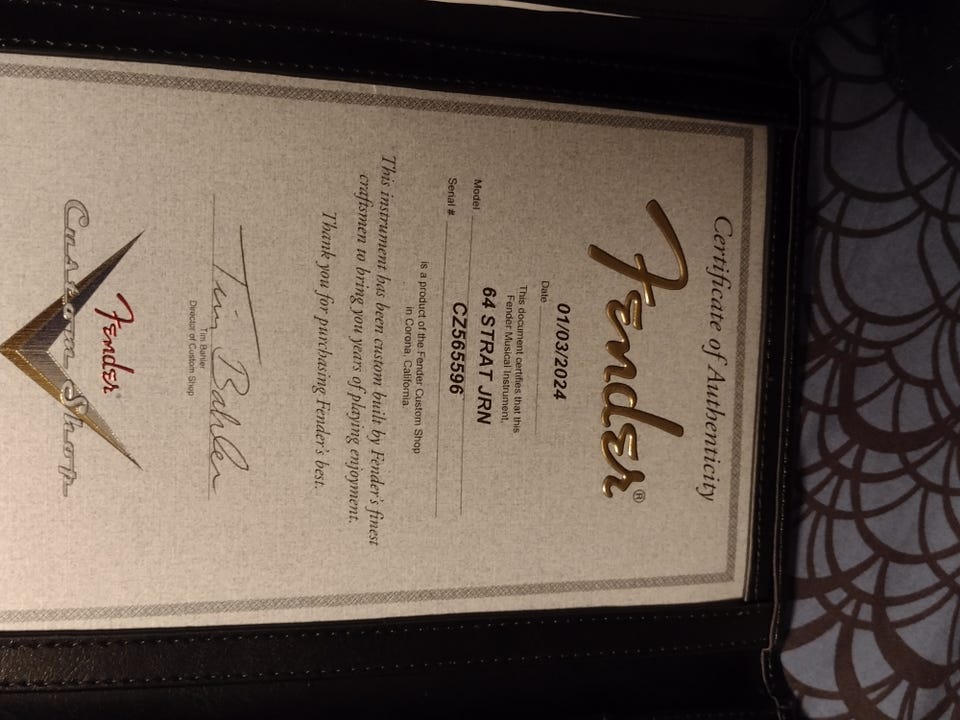 Certificate of Authenticity
Fender®
Date 01/03/2024
This document certifies that this
Fender Musical Instrument,
Model 64 STRAT JRN
Serial #. CZ565596
is a product of the Fender Custom Shop
in Corona, California.
This instrument has been custom built by Fender's finest
craftsmen to bring you years of playing enjoyment.
Thank you for purchasing Fender's best.
Tim Bahler
Tim Bahler
Director of Custom Shop
Fender®
Custom Shop